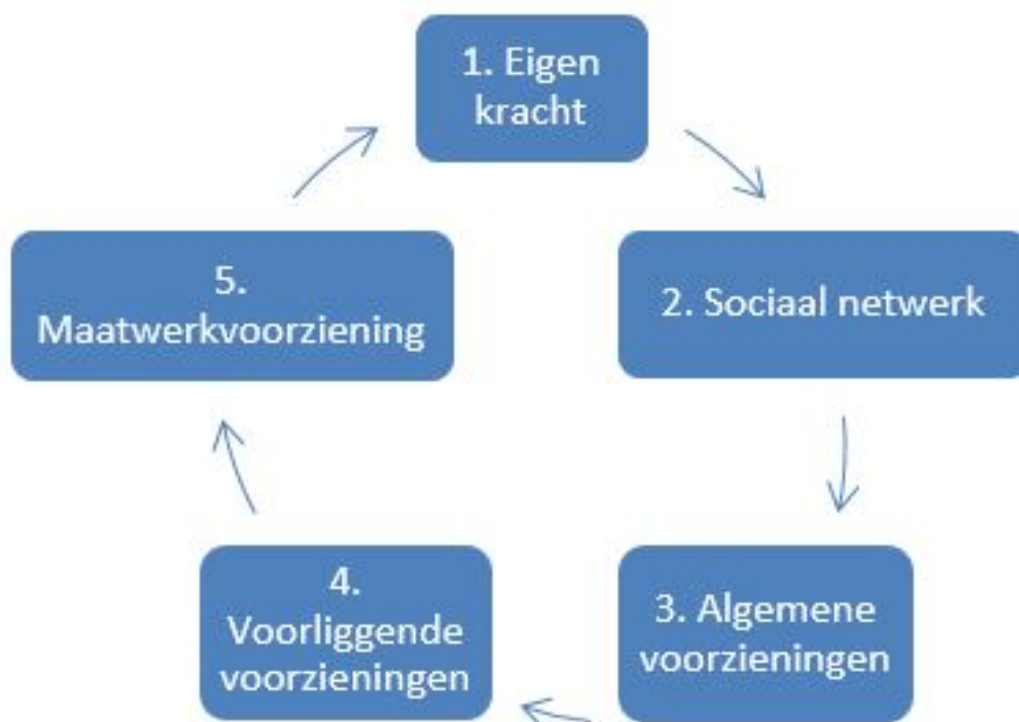 1. Eigen
kracht
2. Sociaal netwerk
3. Algemene
voorzieningen
4.
Voorliggende
voorzieningen
5.
Maatwerkvoorziening